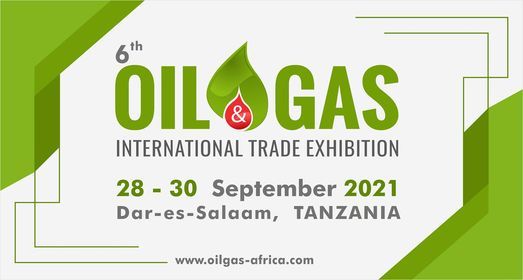 6th
OIL & GAS
INTERNATIONAL TRADE EXHIBITION
28 - 30 September 2021
Dar-es-Salaam, TANZANIA
www.oilgas-africa.com